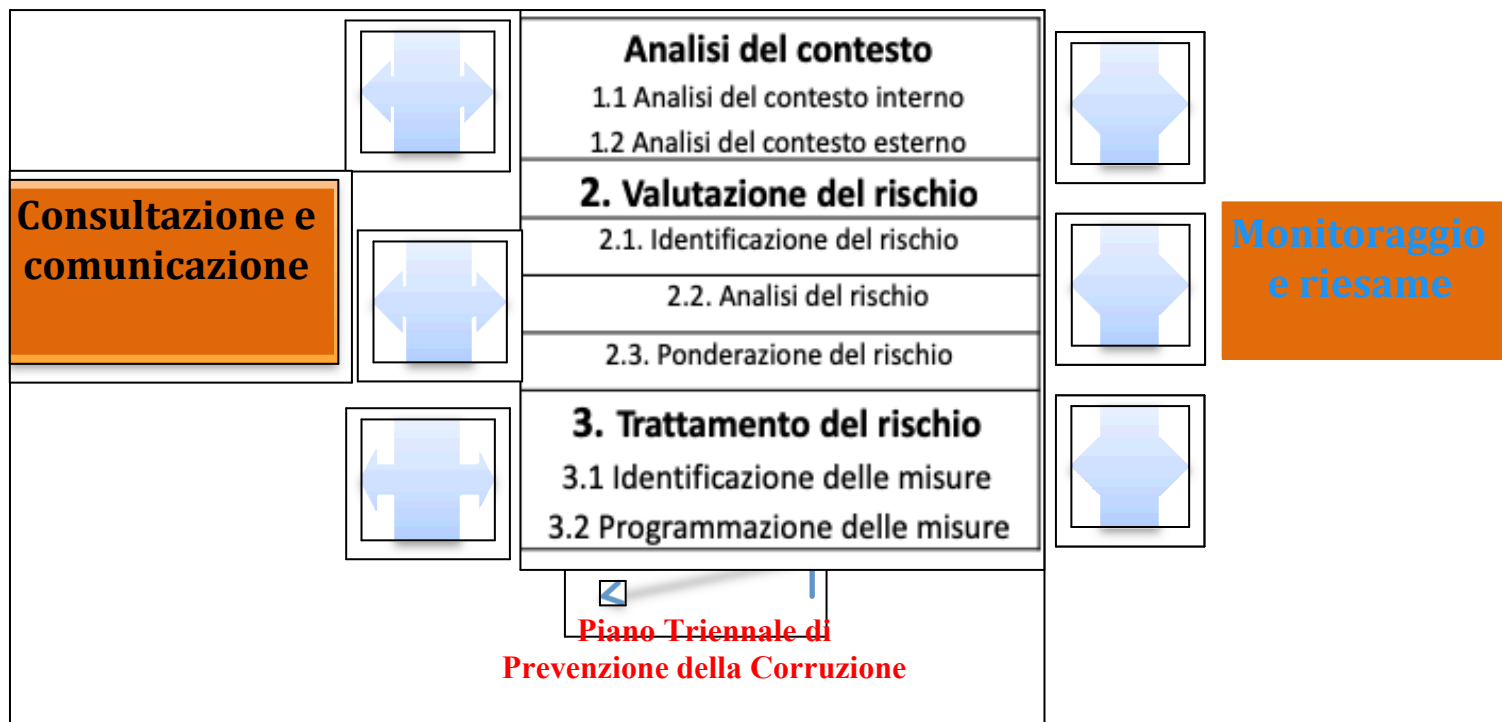 Consultazione e
comunicazione
Analisi del contesto
1.1 Analisi del contesto interno
1.2 Analisi del contesto esterno
2. Valutazione del rischio
2.1. Identificazione del rischio
2.2. Analisi del rischio
2.3. Ponderazione del rischio
3. Trattamento del rischio
3.1 Identificazione delle misure
3.2 Programmazione delle misure
Monitoraggio
e riesame
Piano Triennale di
Prevenzione della Corruzione